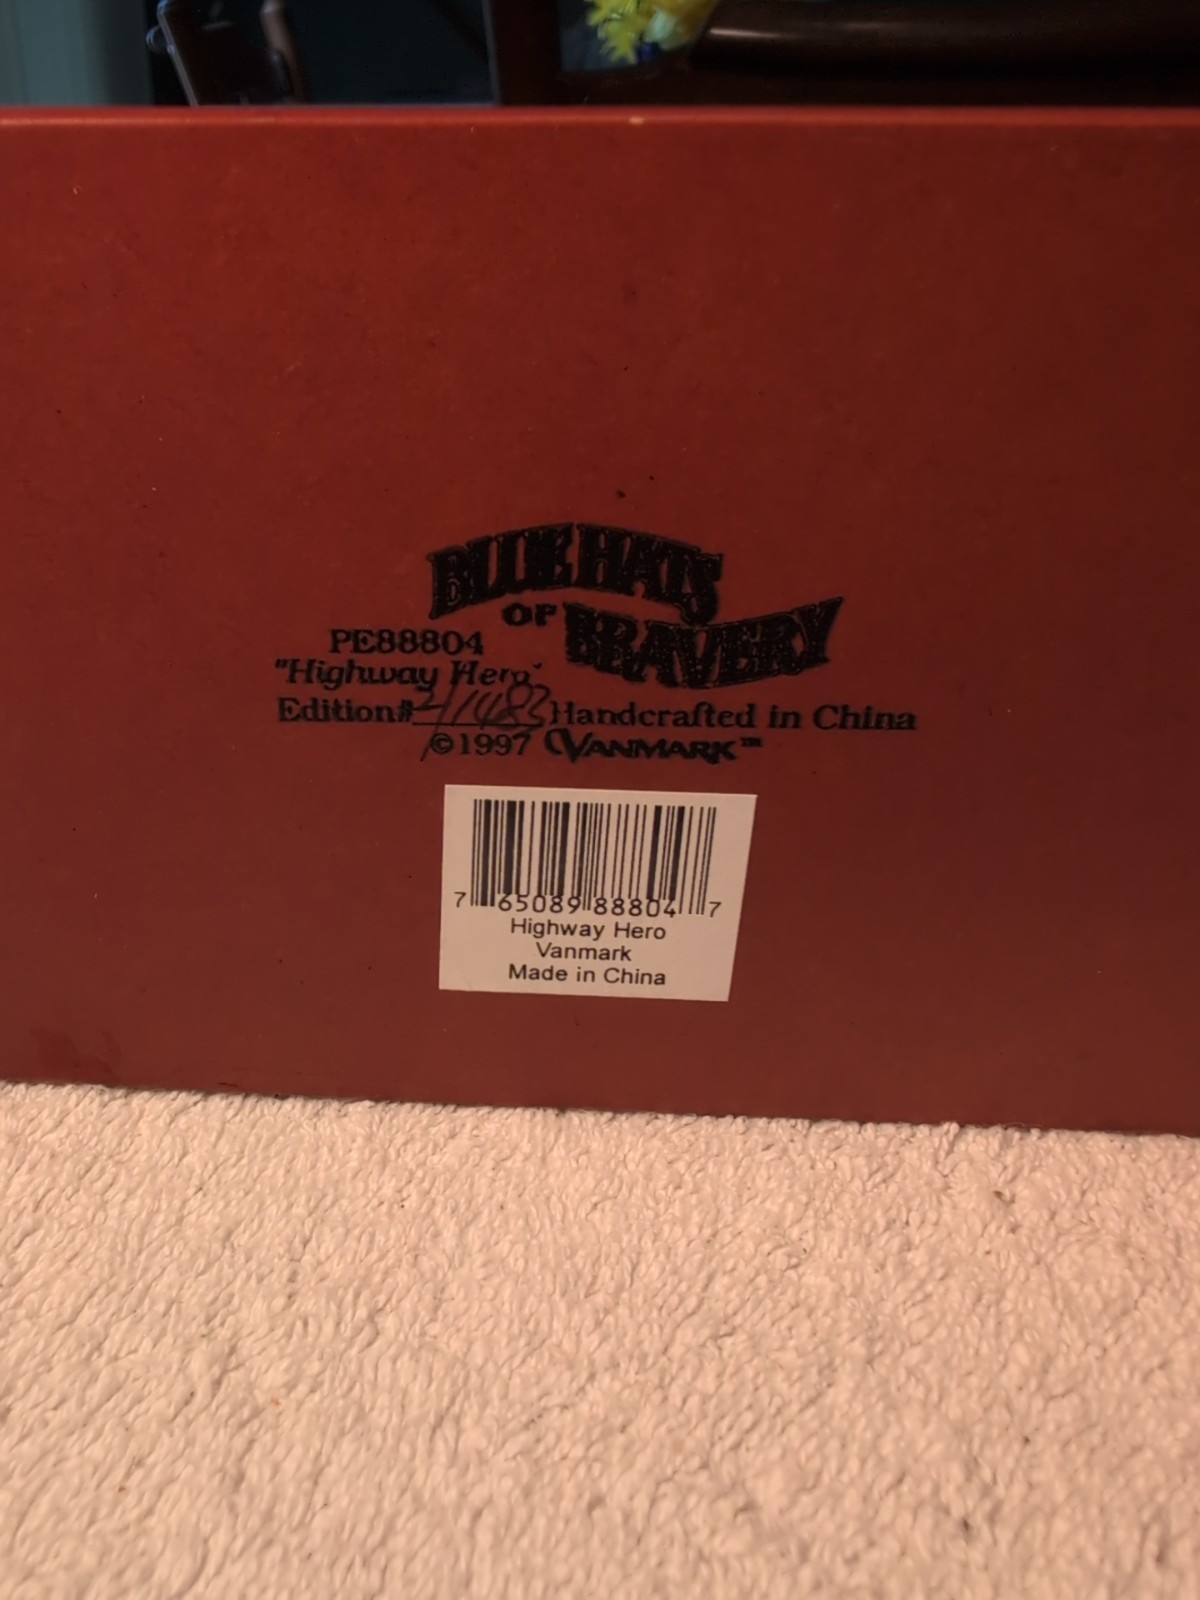 BLUE HATS
OF BRAVERY
PE88804
"Highway Hero"
Edition# Handcrafted in China
©1997 VANMARK™
7 65089 88804 7
Highway Hero
Vanmark
Made in China